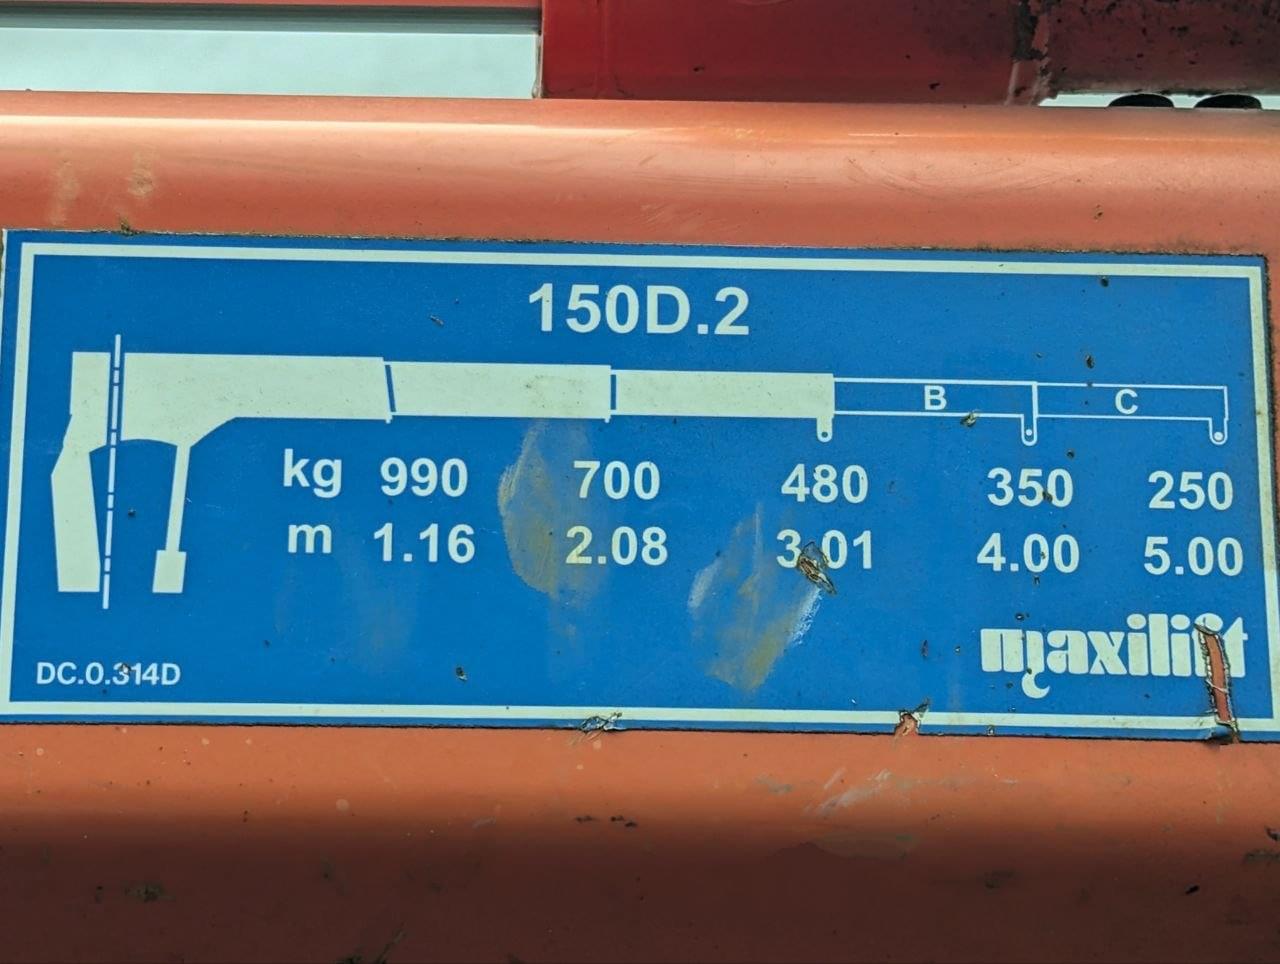 150D.2
B C
kg 990 700 480 350 250
m 1.16 2.08 3.01 4.00 5.00
maxilift
DC.0.314D